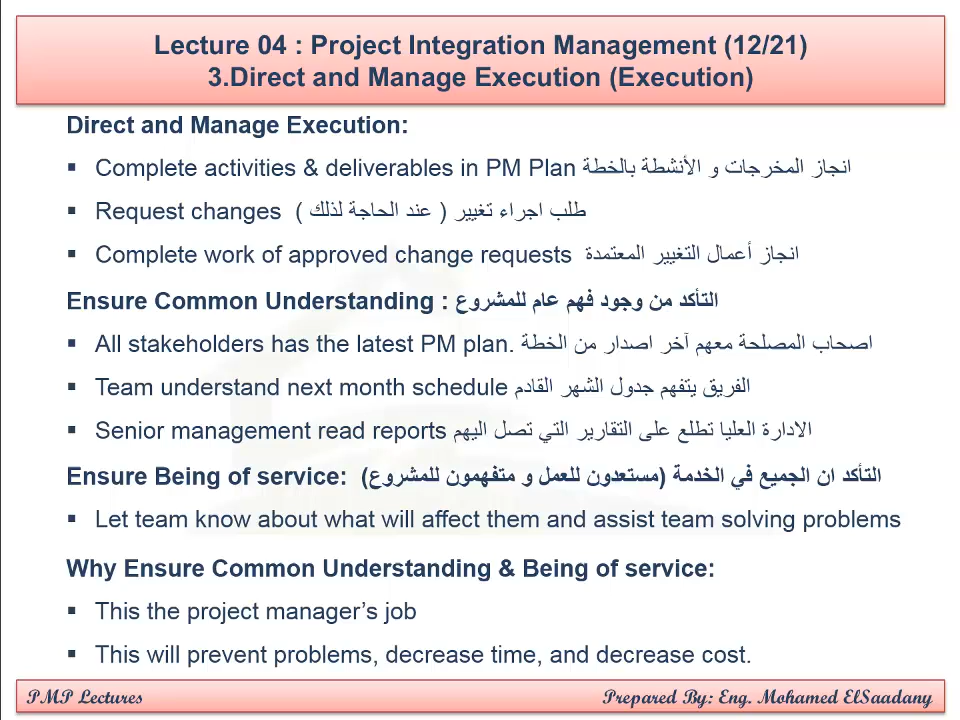 Lecture 04 : Project Integration Management (12/21)
3.Direct and Manage Execution (Execution)
Direct and Manage Execution:
▪ Complete activities & deliverables in PM Plan انجاز المخرجات و الأنشطة بالخطة
▪ Request changes طلب اجراء تغيير ( عند الحاجة لذلك )
▪ Complete work of approved change requests انجاز أعمال التغيير المعتمدة
Ensure Common Understanding : التأكد من وجود فهم عام للمشروع
▪ All stakeholders has the latest PM plan. اصحاب المصلحة معهم آخر اصدار من الخطة
▪ Team understand next month schedule الفريق يتفهم جدول الشهر القادم
▪ Senior management read reports الادارة العليا تطلع على التقارير التي تصل اليهم
Ensure Being of service: التأكد ان الجميع في الخدمة (مستعدون للعمل و متفهمون للمشروع)
▪ Let team know about what will affect them and assist team solving problems
Why Ensure Common Understanding & Being of service:
▪ This the project manager’s job
▪ This will prevent problems, decrease time, and decrease cost.
PMP Lectures Prepared By: Eng. Mohamed ElSaadany